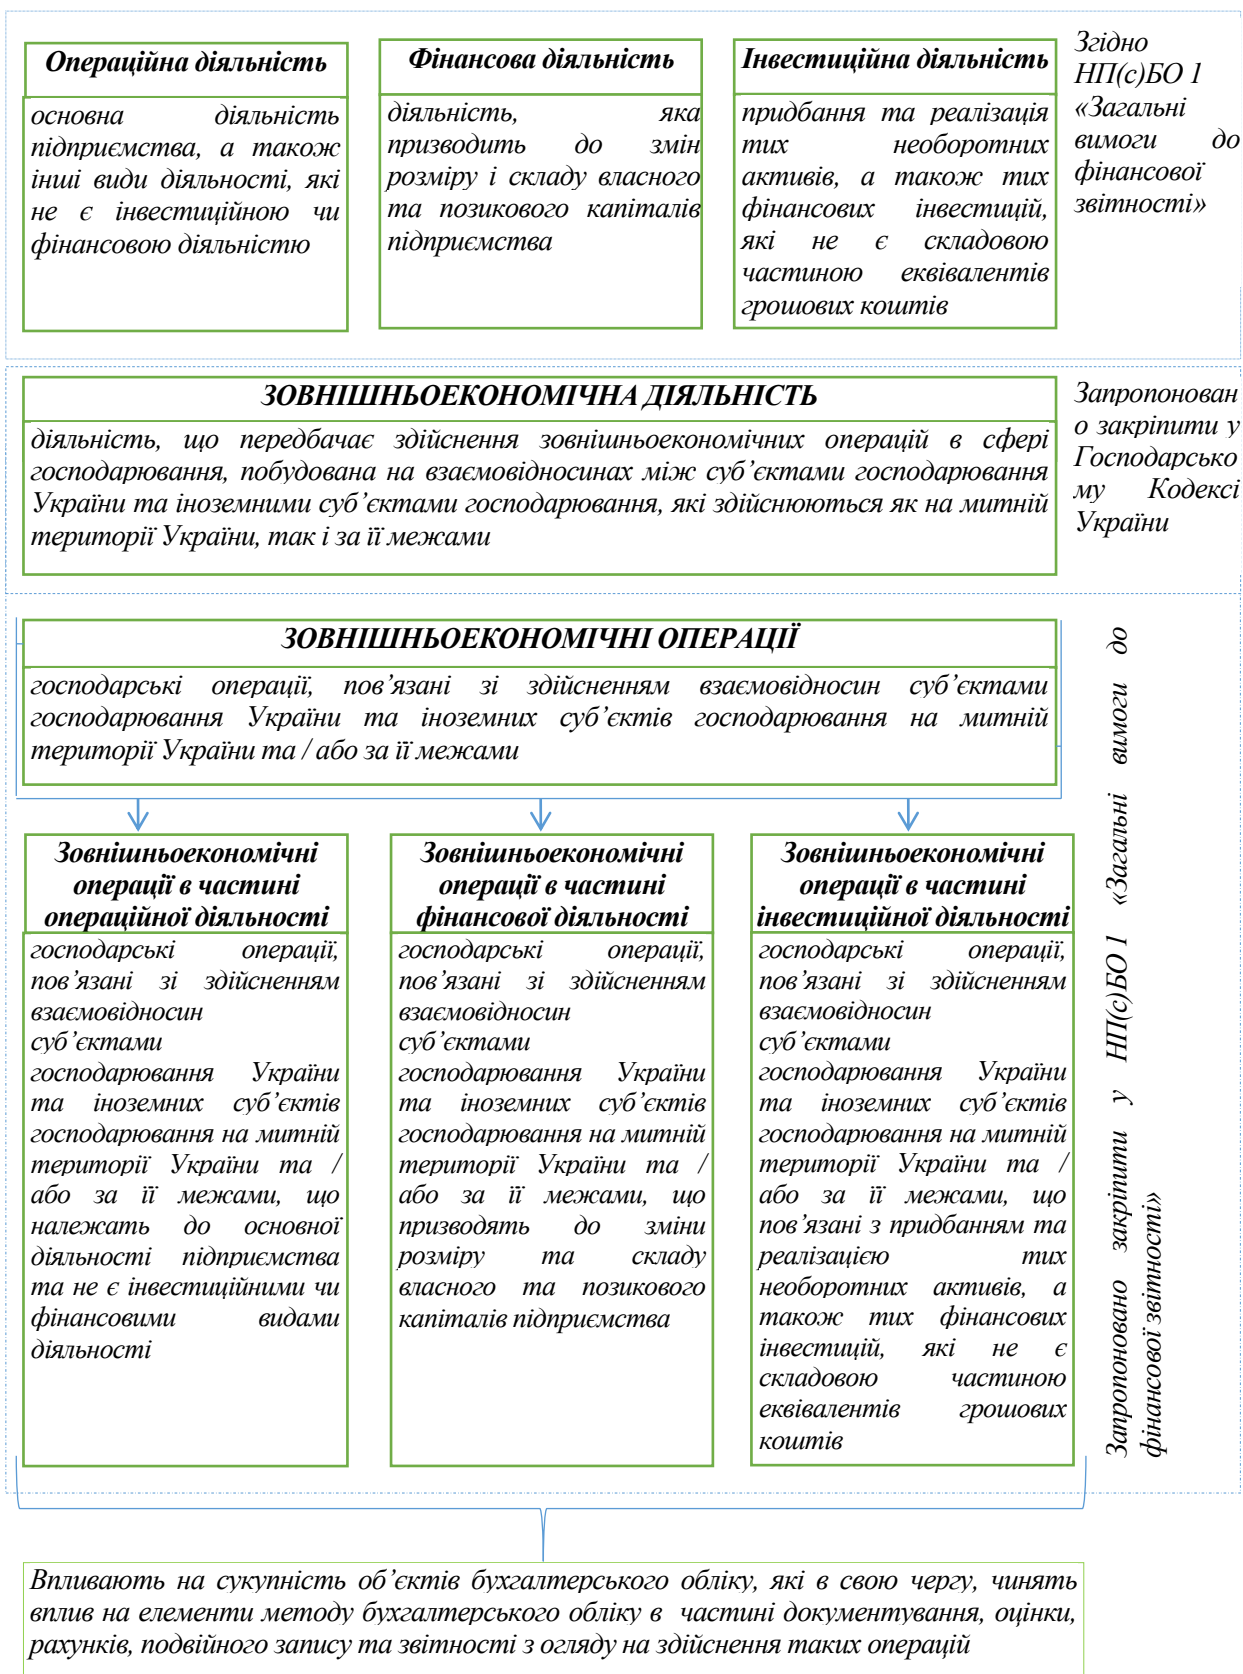 Операційна діяльність
основна діяльність
підприємства, а також
інші види діяльності, які
не є інвестиційною чи
фінансовою діяльністю
Фінансова діяльність
діяльність, яка
призводить до змін
розміру і складу власного
та позикового капіталів
підприємства
Інвестиційна діяльність
придбання та реалізація
тих необоротних
активів, а також тих
фінансових інвестицій,
які не є складовою
частиною еквівалентів
грошових коштів
Згідно
НП(с)БО 1
«Загальні
вимоги до
фінансової
звітності»
ЗОВНІШНЬОЕКОНОМІЧНА ДІЯЛЬНІСТЬ
діяльність, що передбачає здійснення зовнішньоекономічних операцій в сфері
господарювання, побудована на взаємовідносинах між суб’єктами господарювання
України та іноземними суб’єктами господарювання, які здійснюються як на митній
території України, так і за її межами
Запропонован
о закріпити у
Господарсько
му Кодексі
України
ЗОВНІШНЬОЕКОНОМІЧНІ ОПЕРАЦІЇ
господарські операції, пов’язані зі здійсненням взаємовідносин суб’єктами
господарювання України та іноземних суб’єктів господарювання на митній
території України та / або за її межами
Зовнішньоекономічні
операції в частині
операційної діяльності
господарські операції,
пов’язані зі здійсненням
взаємовідносин
суб’єктами
господарювання України
та іноземних суб’єктів
господарювання на митній
території України та /
або за її межами, що
належать до основної
діяльності підприємства
та не є інвестиційними чи
фінансовими видами
діяльності
Зовнішньоекономічні
операції в частині
фінансової діяльності
господарські операції,
пов’язані зі здійсненням
взаємовідносин
суб’єктами
господарювання України
та іноземних суб’єктів
господарювання на митній
території України та /
або за її межами, що
призводять до зміни
розміру та складу
власного та позикового
капіталів підприємства
Зовнішньоекономічні
операції в частині
інвестиційної діяльності
господарські операції,
пов’язані зі здійсненням
взаємовідносин
суб’єктами
господарювання України
та іноземних суб’єктів
господарювання на митній
території України та /
або за її межами, що
пов’язані з придбанням та
реалізацією тих
необоротних активів, а
також тих фінансових
інвестицій, які не є
складовою частиною
еквівалентів грошових
коштів
Запропоновано закріпити у НП(с)БО 1 «Загальні вимоги до
фінансової звітності»
Впливають на сукупність об’єктів бухгалтерського обліку, які в свою чергу, чинять
вплив на елементи методу бухгалтерського обліку в частині документування, оцінки,
рахунків, подвійного запису та звітності з огляду на здійснення таких операцій